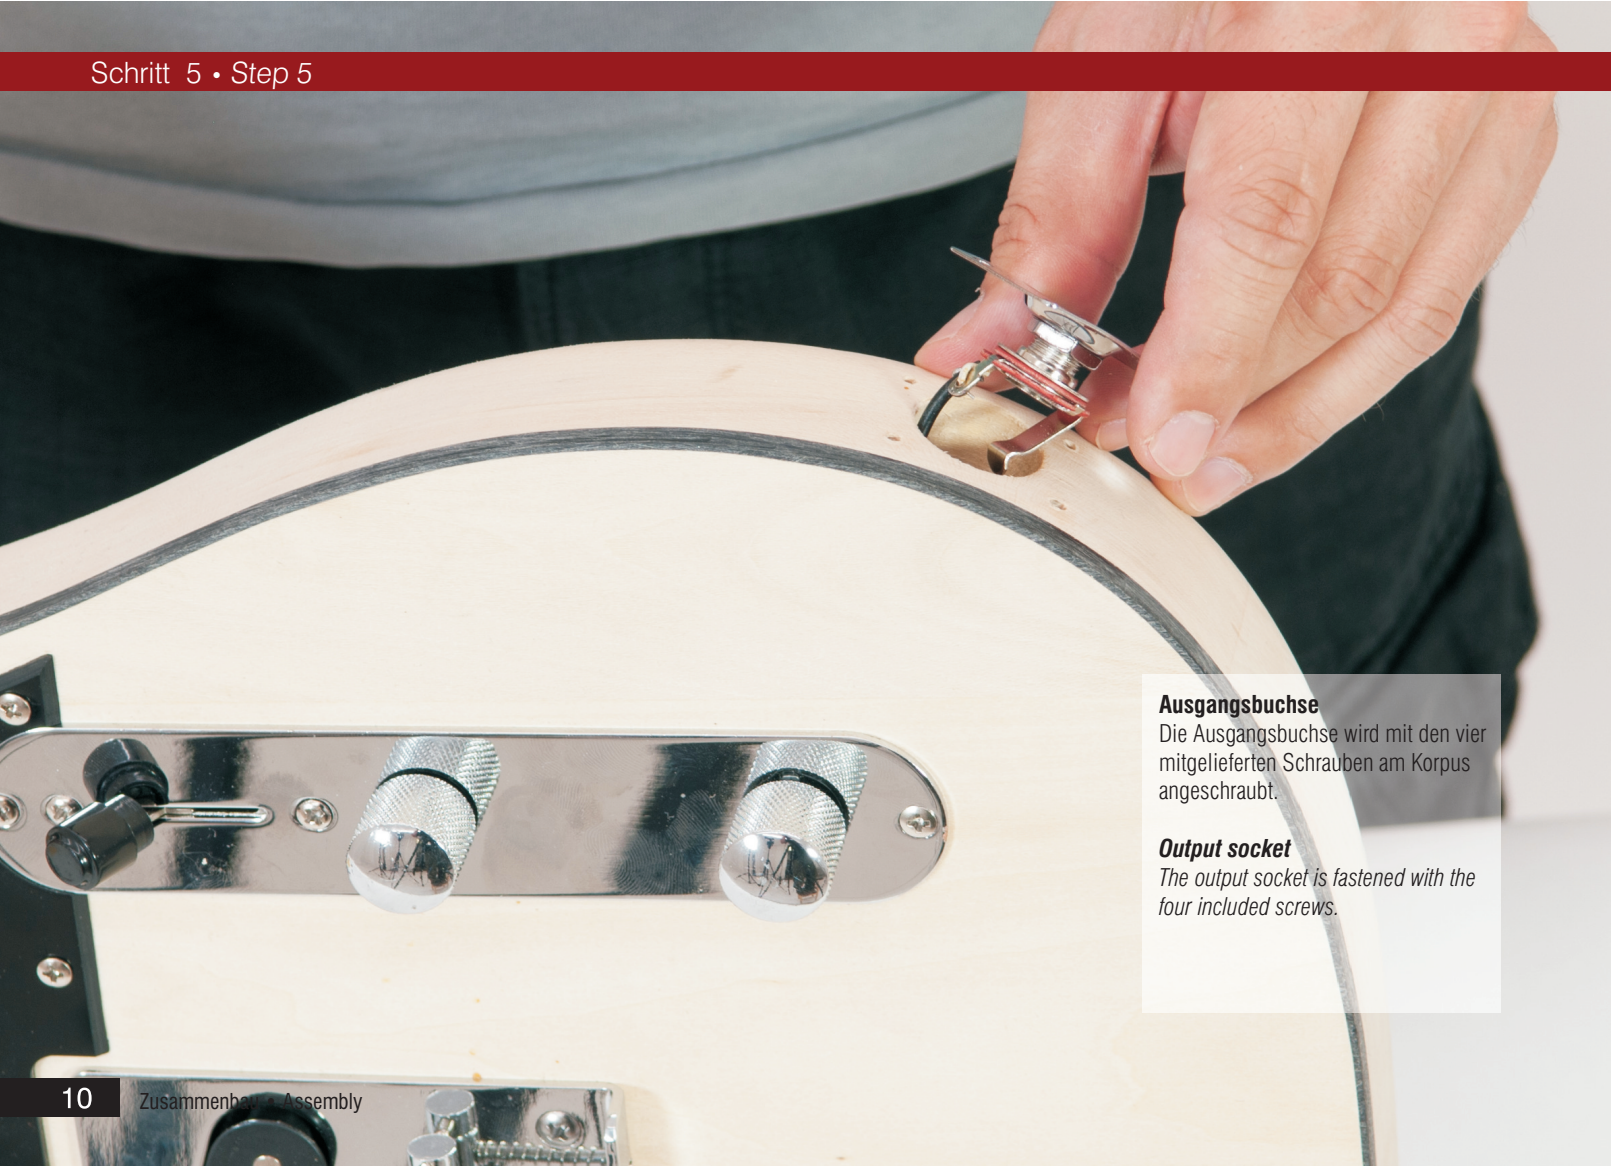 Schritt 5 • Step 5
Ausgangsbuchse
Die Ausgangsbuchse wird mit den vier
mitgelieferten Schrauben am Korpus
angeschraubt.
Output socket
The output socket is fastened with the
four included screws.
10
Zusammenbau • Assembly